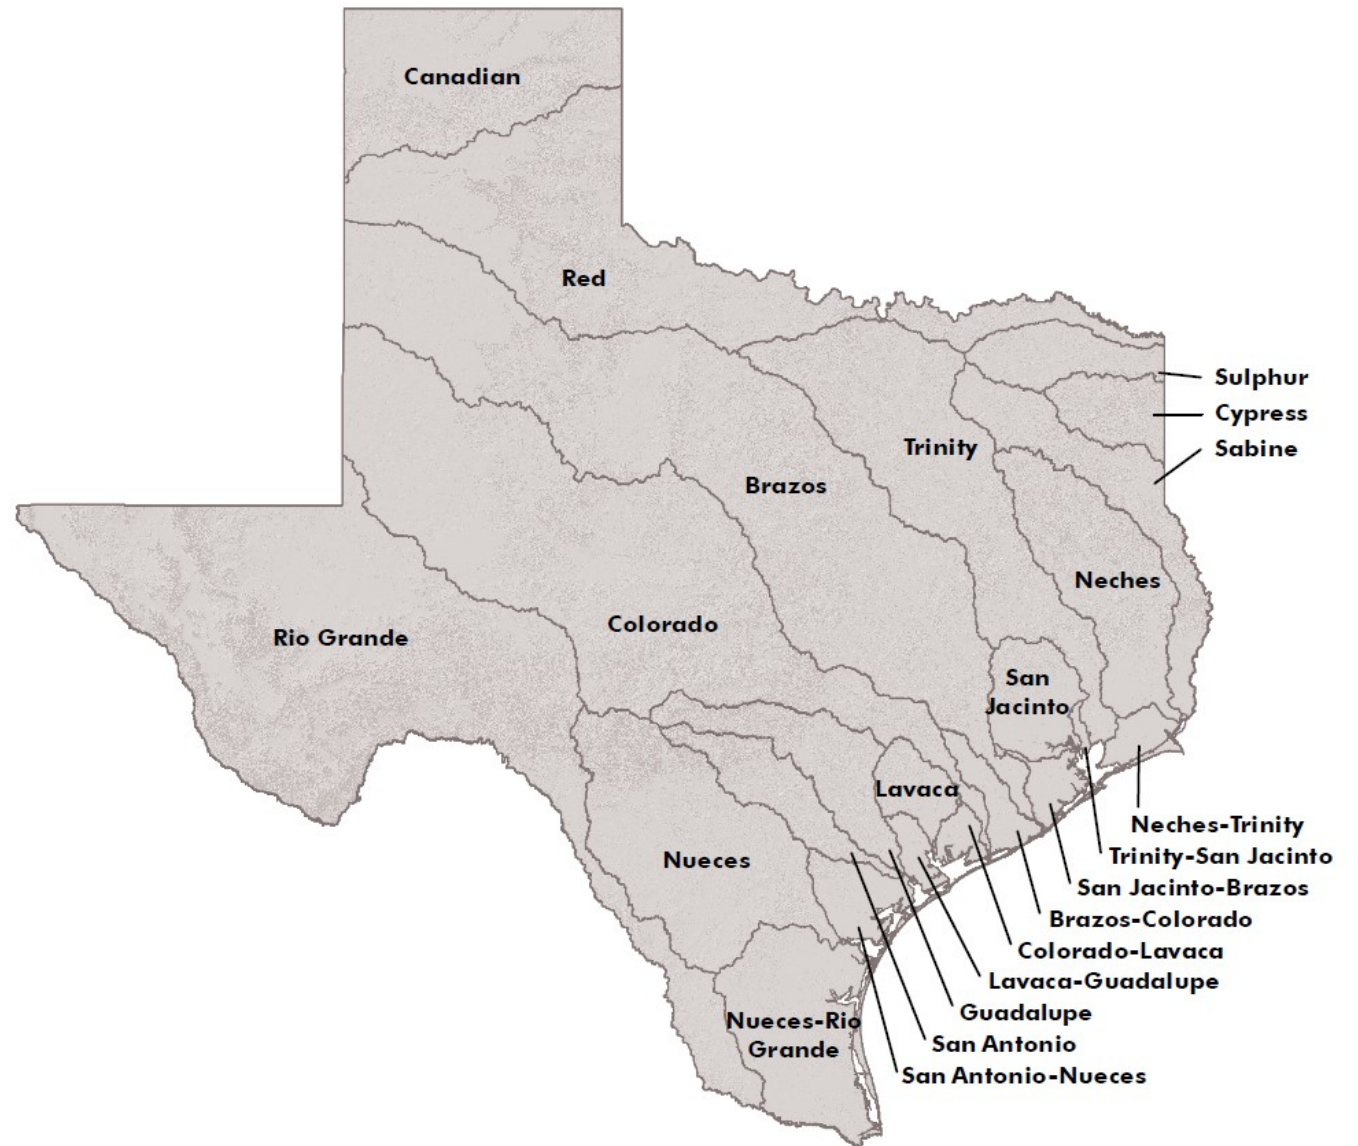 Canadian
Red
Sulphur
Cypress
Sabine
Trinity
Brazos
Neches
Colorado
Rio Grande
San
Jacinto
Lavaca
Neches-Trinity
Trinity-San Jacinto
Nueces
San Jacinto-Brazos
Brazos-Colorado
Colorado-Lavaca
Lavaca-Guadalupe
Guadalupe
Nueces-Rio
Grande
San Antonio
San Antonio-Nueces